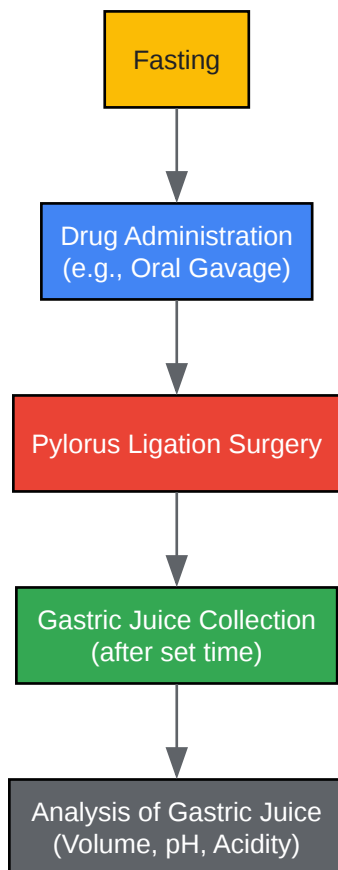 Fasting
Drug Administration
(e.g., Oral Gavage)
Pylorus Ligation Surgery
Gastric Juice Collection
(after set time)
Analysis of Gastric Juice
(Volume, pH, Acidity)